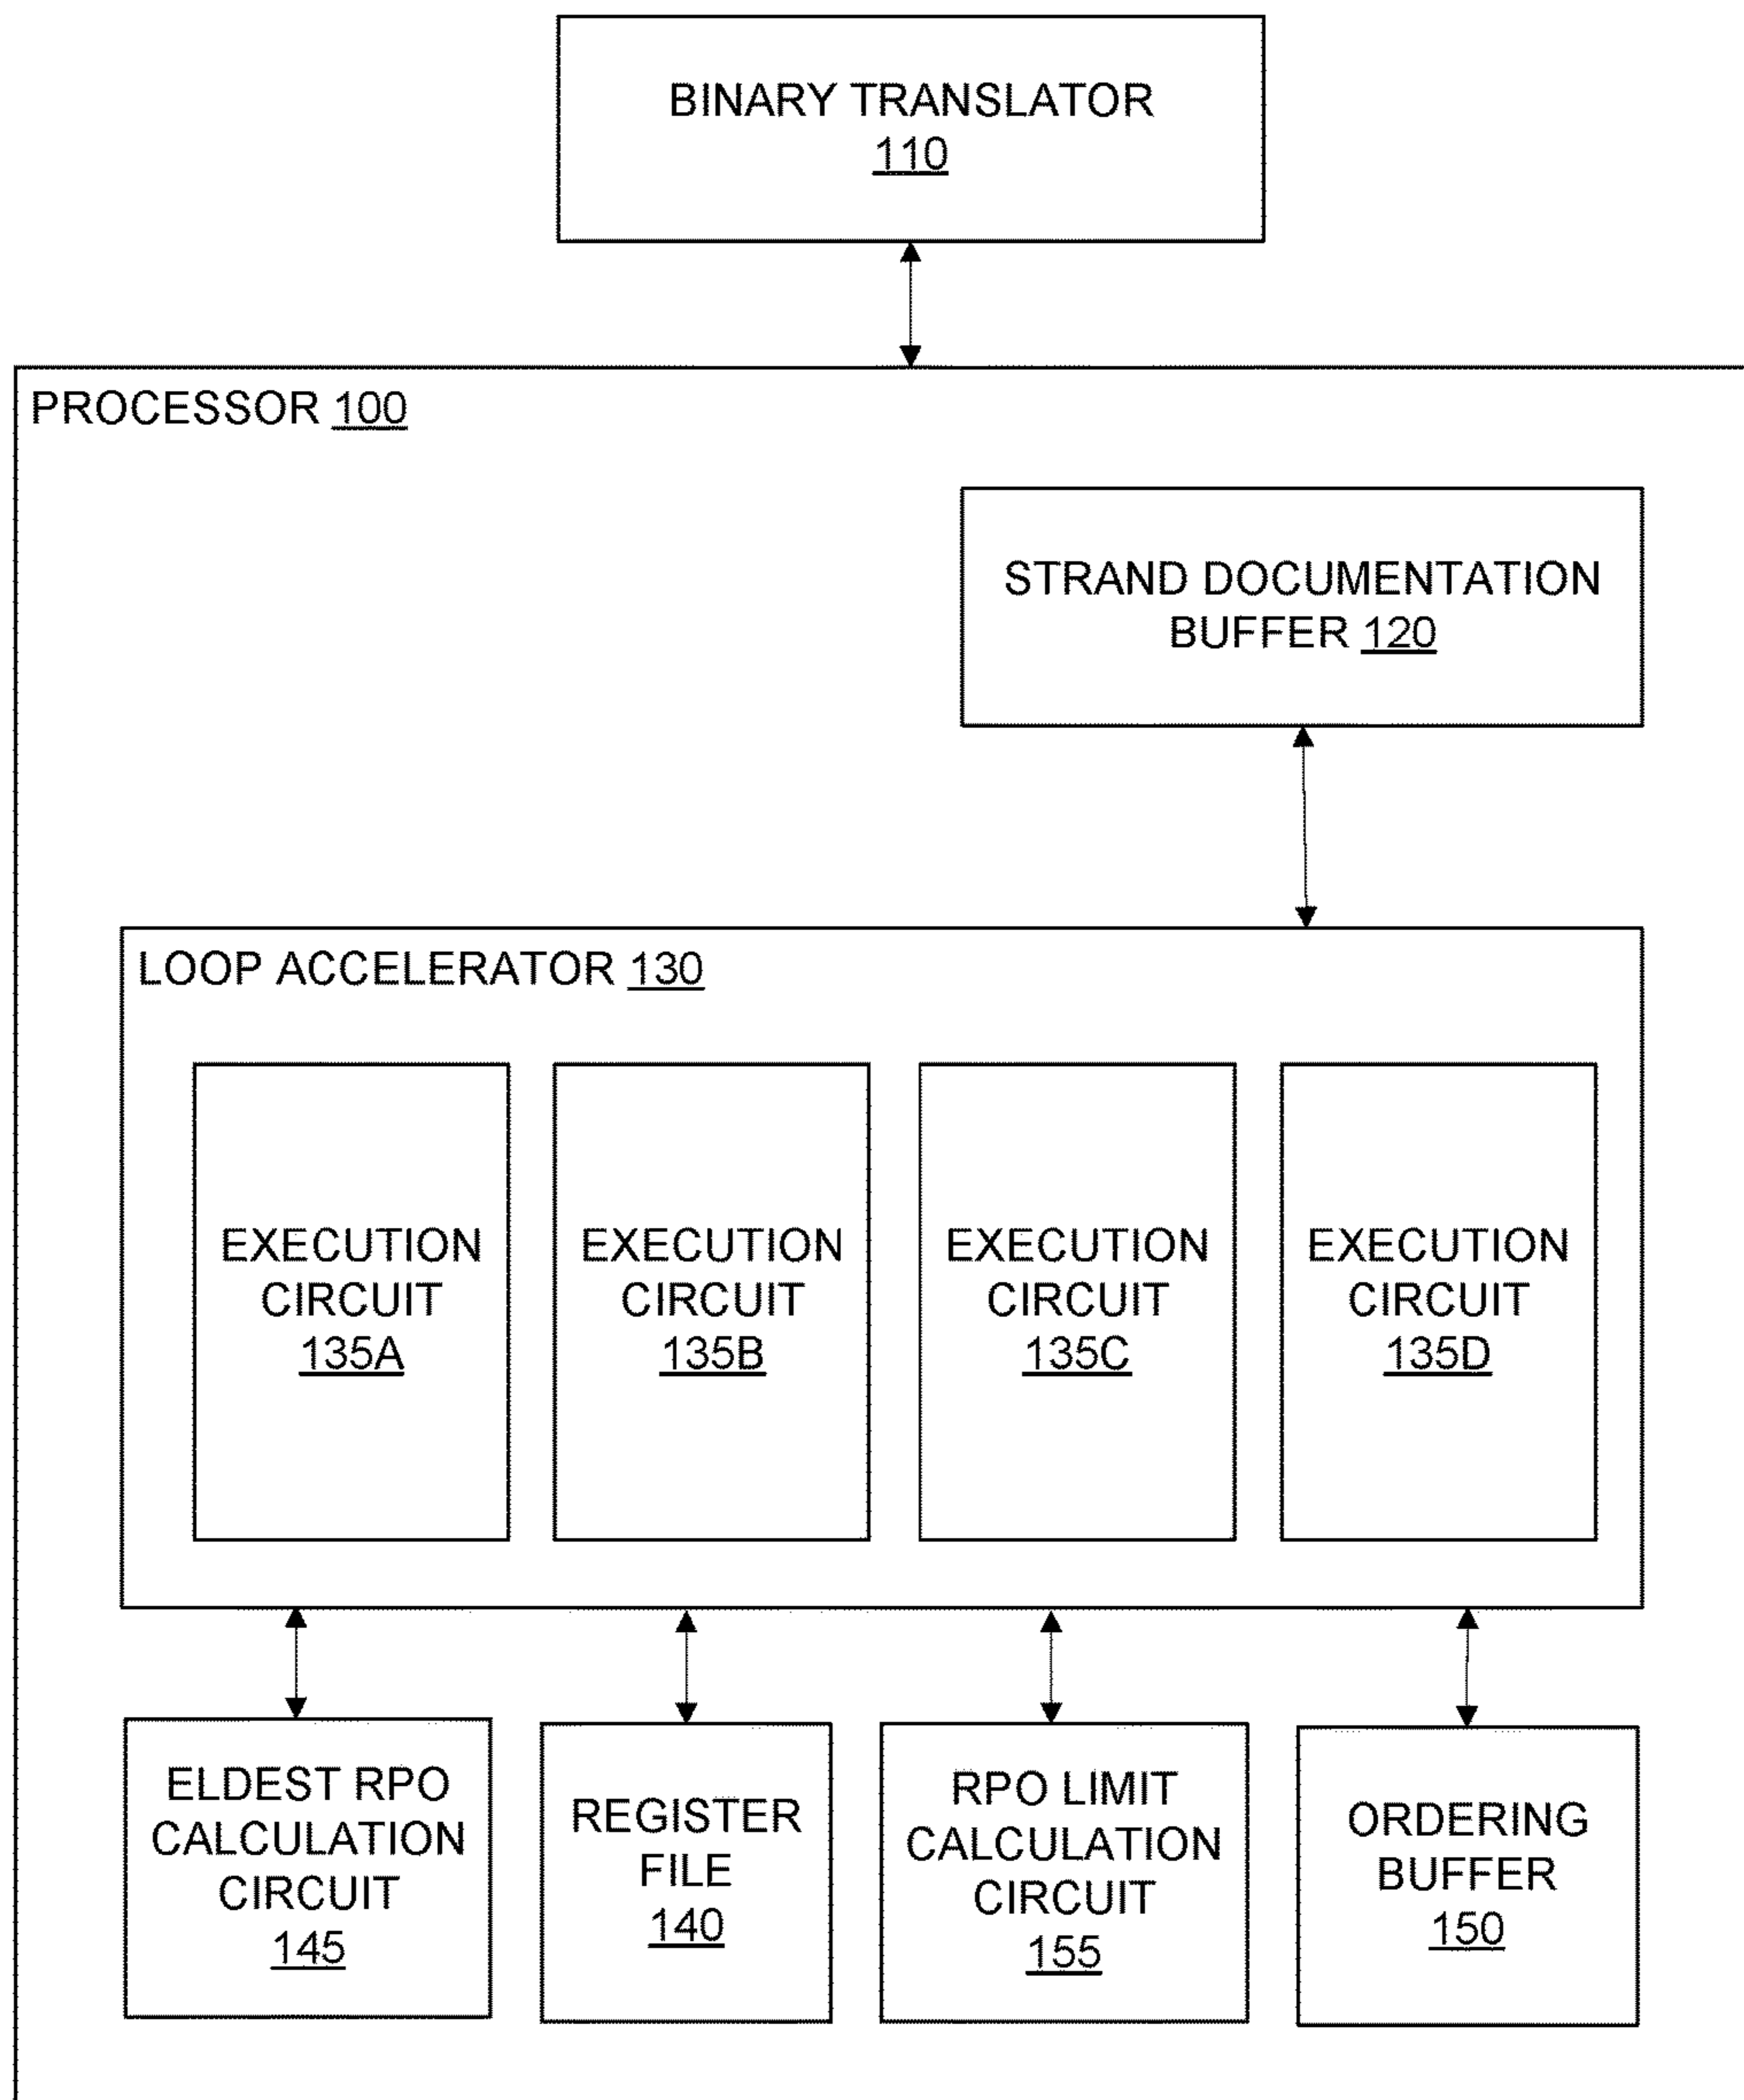 BINARY TRANSLATOR
110
PROCESSOR 100
STRAND DOCUMENTATION
BUFFER 120
LOOP ACCELERATOR 130
EXECUTION
CIRCUIT
135A
EXECUTION
CIRCUIT
135B
EXECUTION
CIRCUIT
135C
EXECUTION
CIRCUIT
135D
ELDEST RPO
CALCULATION
CIRCUIT
145
REGISTER
FILE
140
RPO LIMIT
CALCULATION
CIRCUIT
155
ORDERING
BUFFER
150